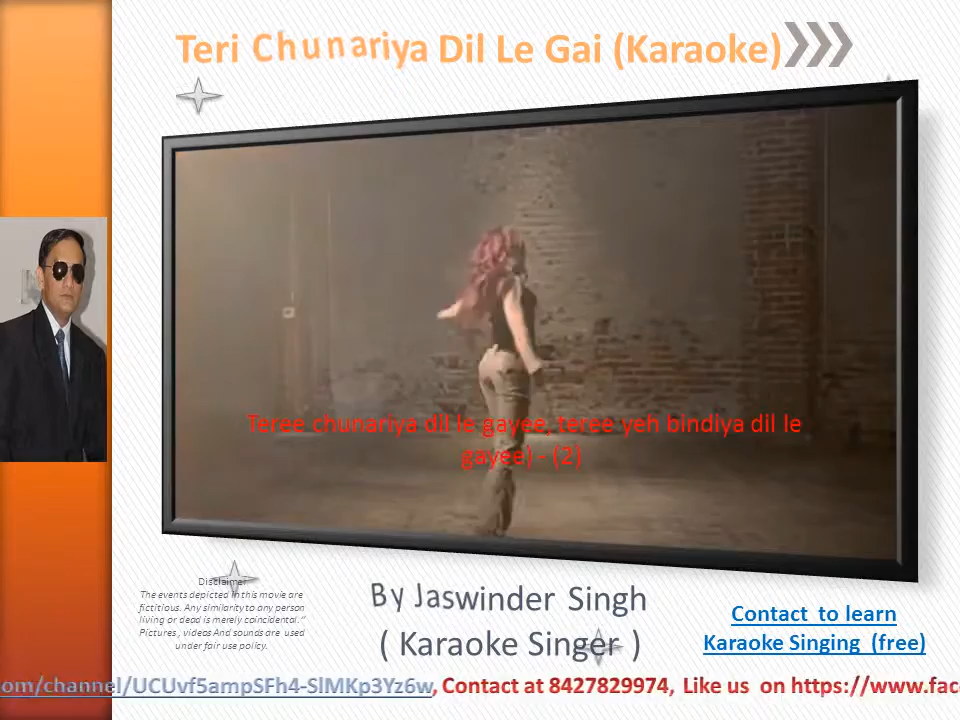 Teri Chunariya Dil Le Gai (Karaoke)
Teree chunariya dil le gayee, teree yeh bindiya dil le
gayee) - (2)
Disclaimer
The events depicted in this movie are
fictitious. Any similarity to any person
living or dead is merely coincidental."
Pictures , videos And sounds are used
under fair use policy.
By Jaswinder Singh
( Karaoke Singer )
Contact to learn
Karaoke Singing (free)
om/channel/UCUvf5ampSFh4-SlMKp3Yz6w, Contact at 8427829974, Like us on https://www.fac